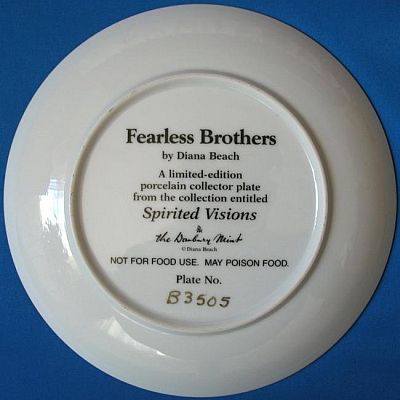 Fearless Brothers
by Diana Beach
A limited-edition
porcelain collector plate
from the collection entitled
Spirited Visions
the Danbury Mint
© Diana Beach
NOT FOR FOOD USE. MAY POISON FOOD.
Plate No.
B3505